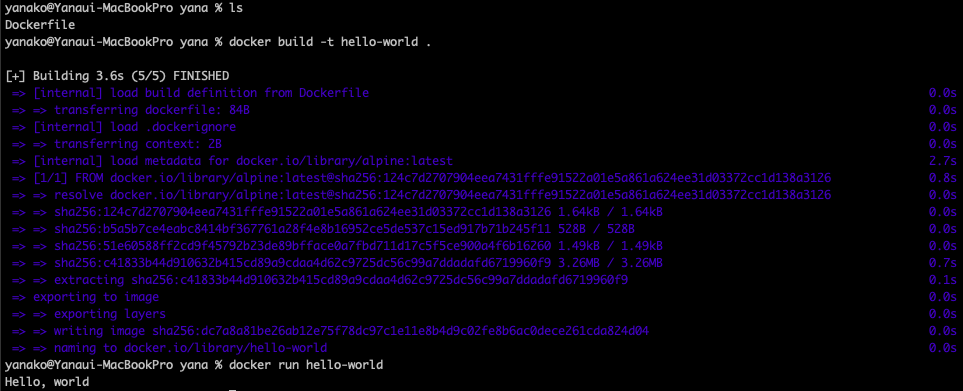 yanako@Yanaui-MacBookPro yana % ls
Dockerfile
yanako@Yanaui-MacBookPro yana % docker build -t hello-world .
[+] Building 3.6s (5/5) FINISHED
=> [internal] load build definition from Dockerfile 0.0s
=> => transferring dockerfile: 84B 0.0s
=> [internal] load .dockerignore 0.0s
=> => transferring context: 2B 0.0s
=> [internal] load metadata for docker.io/library/alpine:latest 2.7s
=> [1/1] FROM docker.io/library/alpine:latest@sha256:124c7d2707904eea7431fffe91522a01e5a861a624ee31d03372cc1d138a3126 0.8s
=> => resolve docker.io/library/alpine:latest@sha256:124c7d2707904eea7431fffe91522a01e5a861a624ee31d03372cc1d138a3126 0.0s
=> => sha256:124c7d2707904eea7431fffe91522a01e5a861a624ee31d03372cc1d138a3126 1.64kB / 1.64kB 0.0s
=> => sha256:b5a5b7ce4eabc8414bf367761a28f4e8b16952ce5de537c15ed917b71b245f11 528B / 528B 0.0s
=> => sha256:51e60588ff2cd9f45792b23de89bfface0a7fbd711d17c5f5ce900a4f6b16260 1.49kB / 1.49kB 0.0s
=> => sha256:c41833b44d910632b415cd89a9cdaa4d62c9725dc56c99a7ddadafd6719960f9 3.26MB / 3.26MB 0.7s
=> => extracting sha256:c41833b44d910632b415cd89a9cdaa4d62c9725dc56c99a7ddadafd6719960f9 0.1s
=> exporting to image 0.0s
=> => exporting layers 0.0s
=> => writing image sha256:dc7a8a81be26ab12e75f78dc97c1e11e8b4d9c02fe8b6ac0dece261cda824d04 0.0s
=> => naming to docker.io/library/hello-world 0.0s
yanako@Yanaui-MacBookPro yana % docker run hello-world
Hello, world